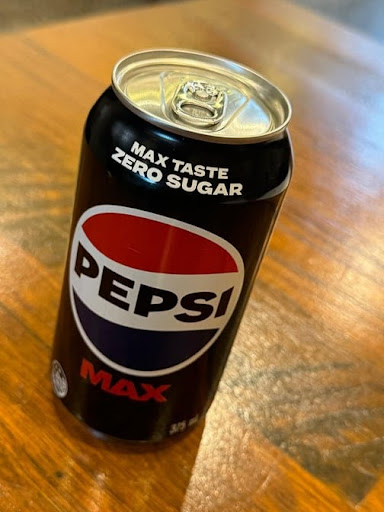 MAX TASTE
ZERO SUGAR
PEPSI
MAX